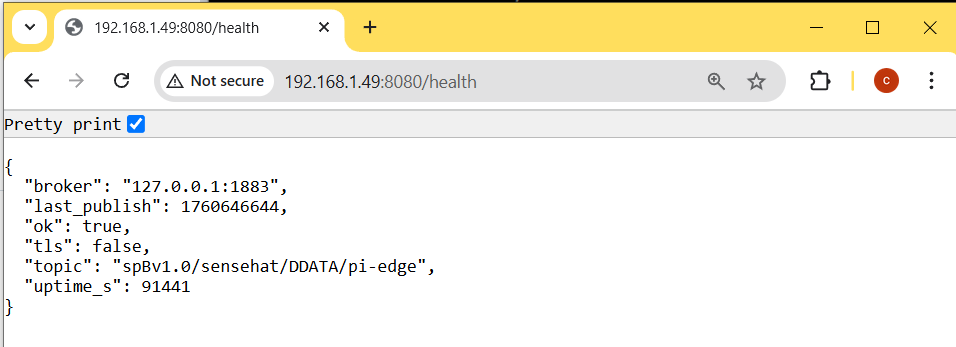 192.168.1.49:8080/health
Not secure 192.168.1.49:8080/health C
Pretty print
{
"broker": "127.0.0.1:1883",
"last_publish": 1760646644,
"ok": true,
"tls": false,
"topic": "spBv1.0/sensehat/DDATA/pi-edge",
"uptime_s": 91441
}